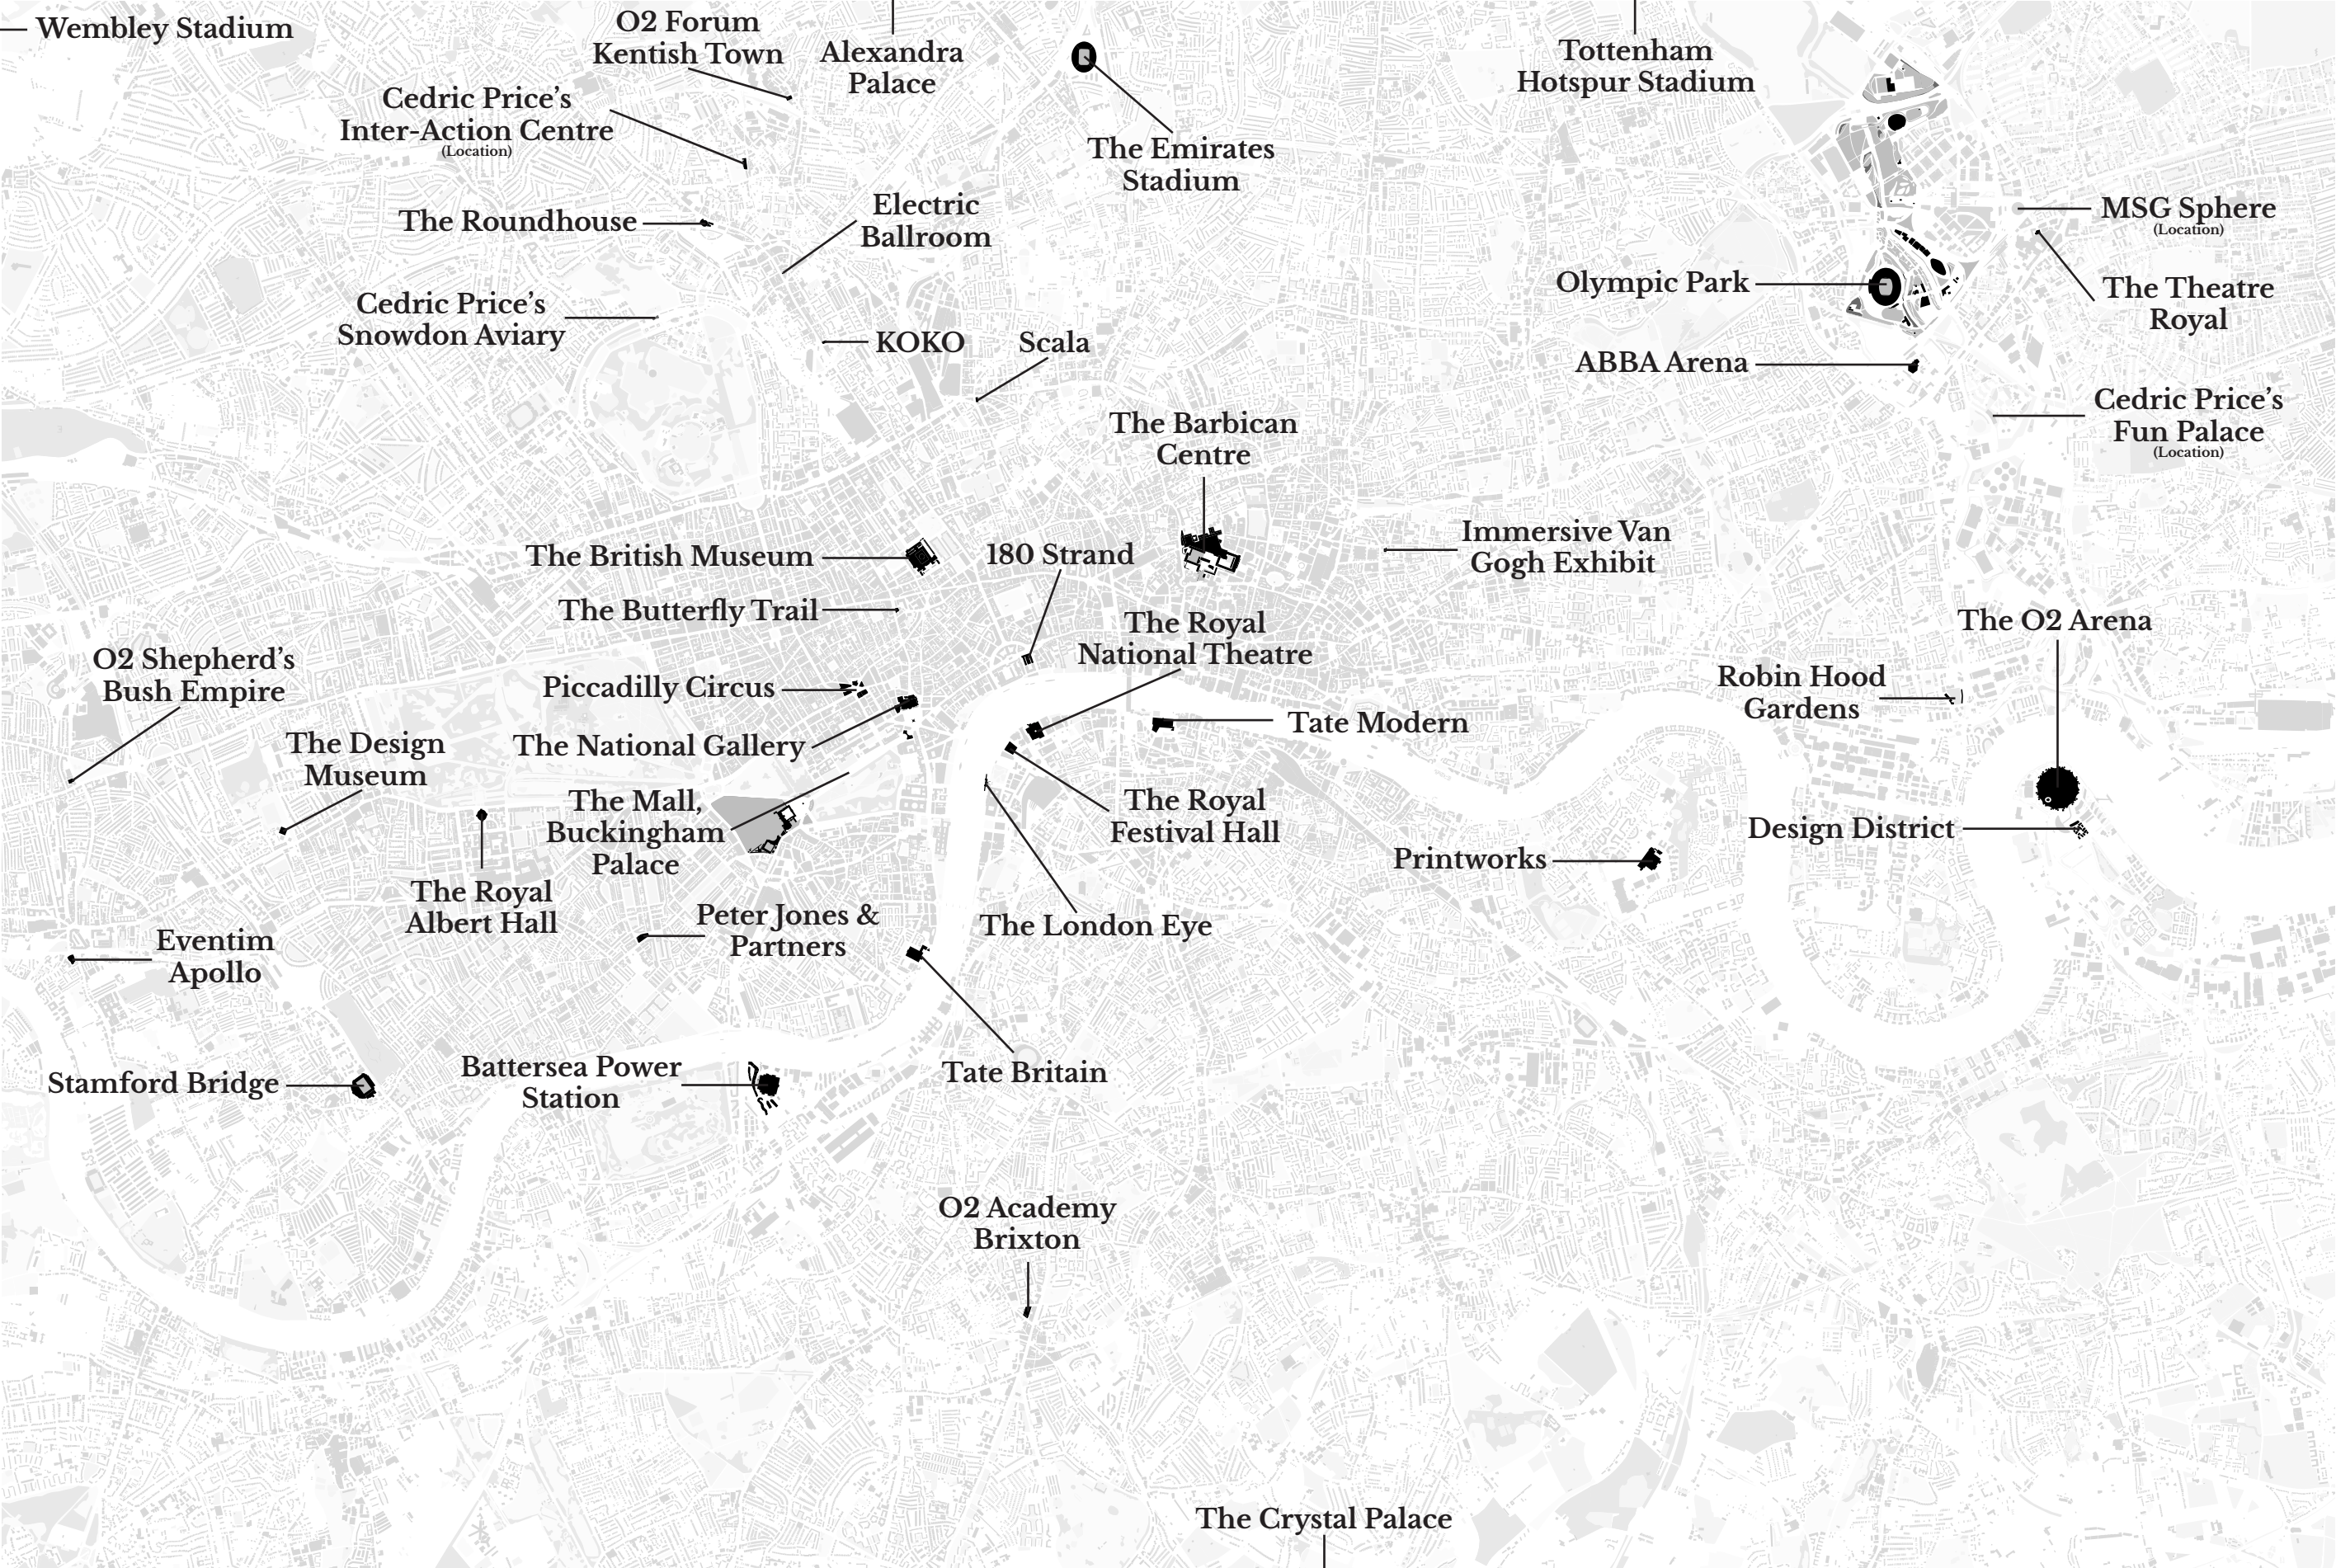 Wembley Stadium
O2 Forum
Kentish Town
Alexandra
Palace
Tottenham
Hotspur Stadium
Cedric Price’s
Inter-Action Centre
(Location)
The Emirates
Stadium
The Roundhouse
Electric
Ballroom
MSG Sphere
(Location)
Olympic Park
The Theatre
Royal
Cedric Price’s
Snowdon Aviary
KOKO
Scala
ABBA Arena
Cedric Price’s
Fun Palace
(Location)
The Barbican
Centre
The British Museum
180 Strand
Immersive Van
Gogh Exhibit
The Butterfly Trail
The Royal
National Theatre
The O2 Arena
O2 Shepherd’s
Bush Empire
Piccadilly Circus
Robin Hood
Gardens
Tate Modern
The Design
Museum
The National Gallery
The Mall,
Buckingham
Palace
The Royal
Festival Hall
Design District
Printworks
The Royal
Albert Hall
Peter Jones &
Partners
The London Eye
Eventim
Apollo
Stamford Bridge
Battersea Power
Station
Tate Britain
O2 Academy
Brixton
The Crystal Palace